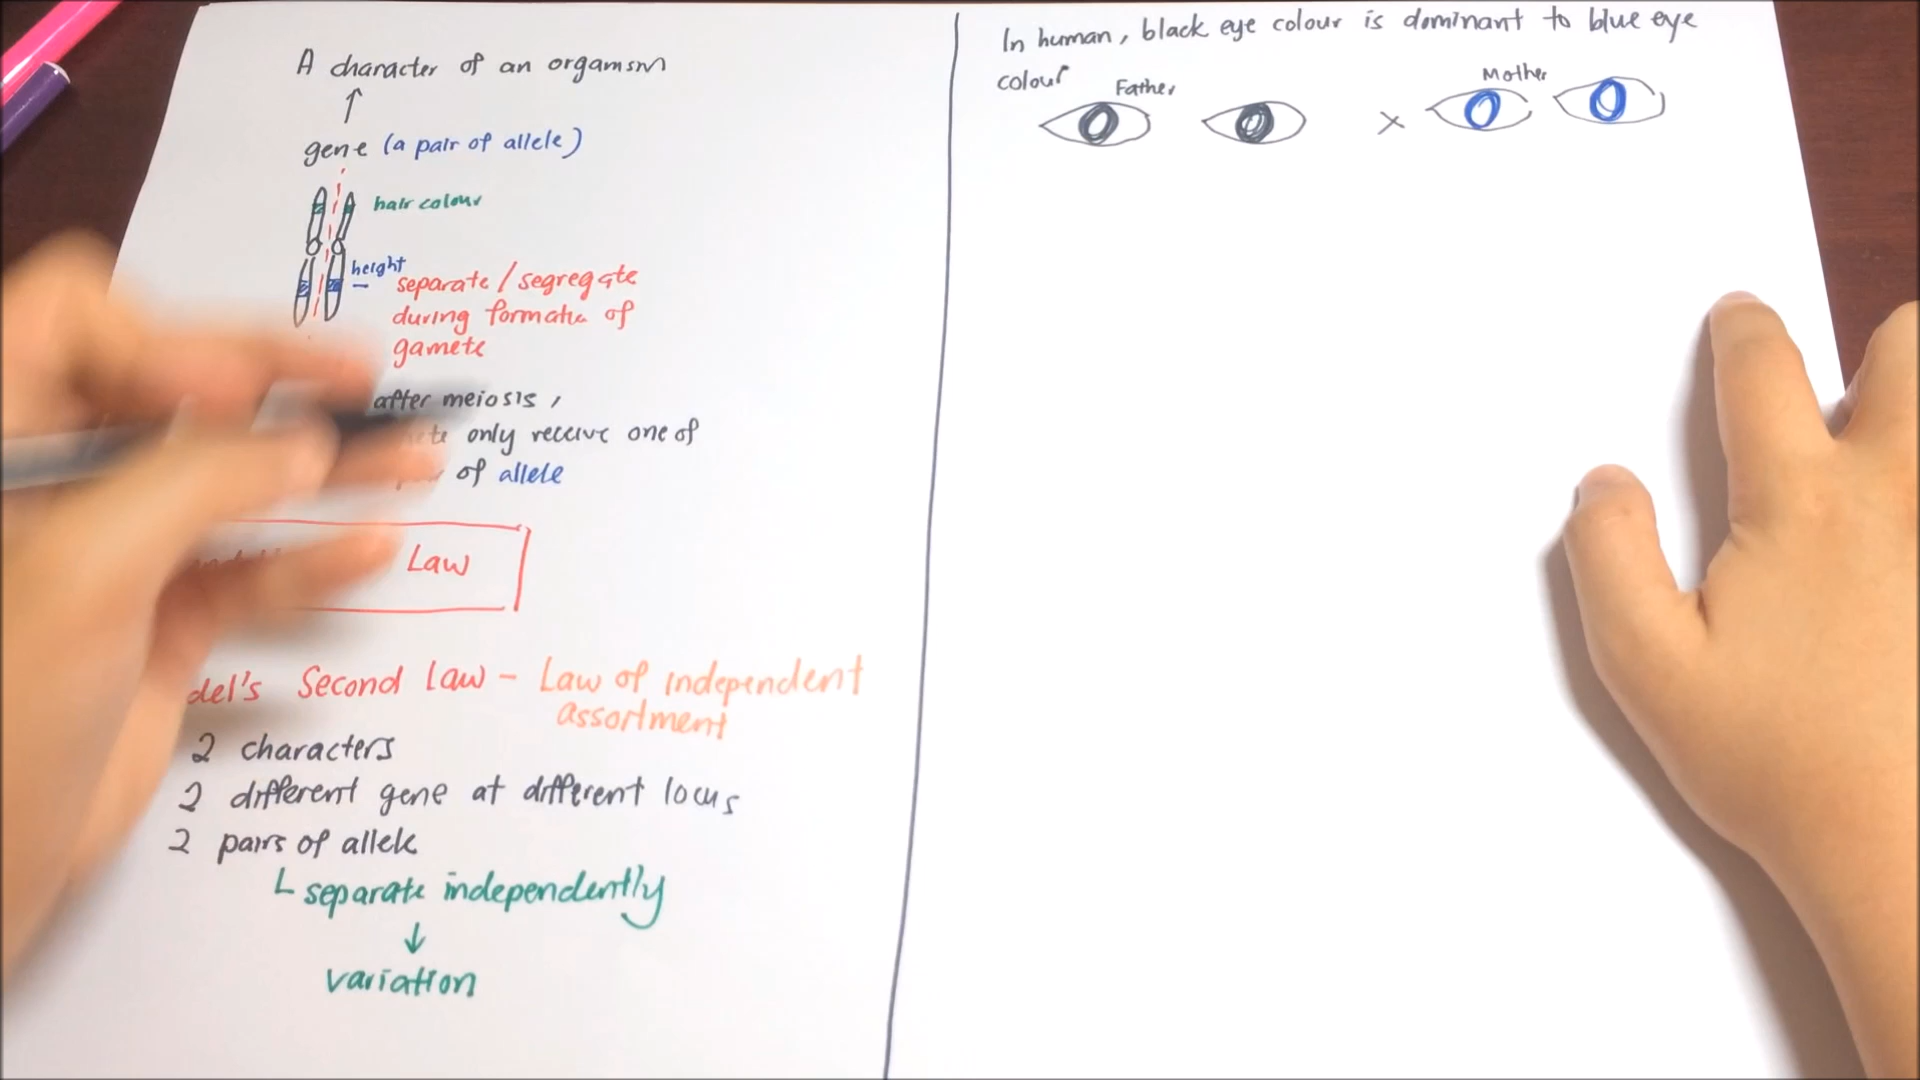 A character of an organism
gene (a pair of allele)
hair colour
height
separate / segregate
during formatie of
gamete
after meiosis,
only receive one of
of allele
Law
del's Second Law - Law of independent
assortment
2 characters
2 different gene at different locus
2 pairs of allele
separate independently
variation
In human, black eye colour is dominant to blue eye
colour
Father
Mother
×